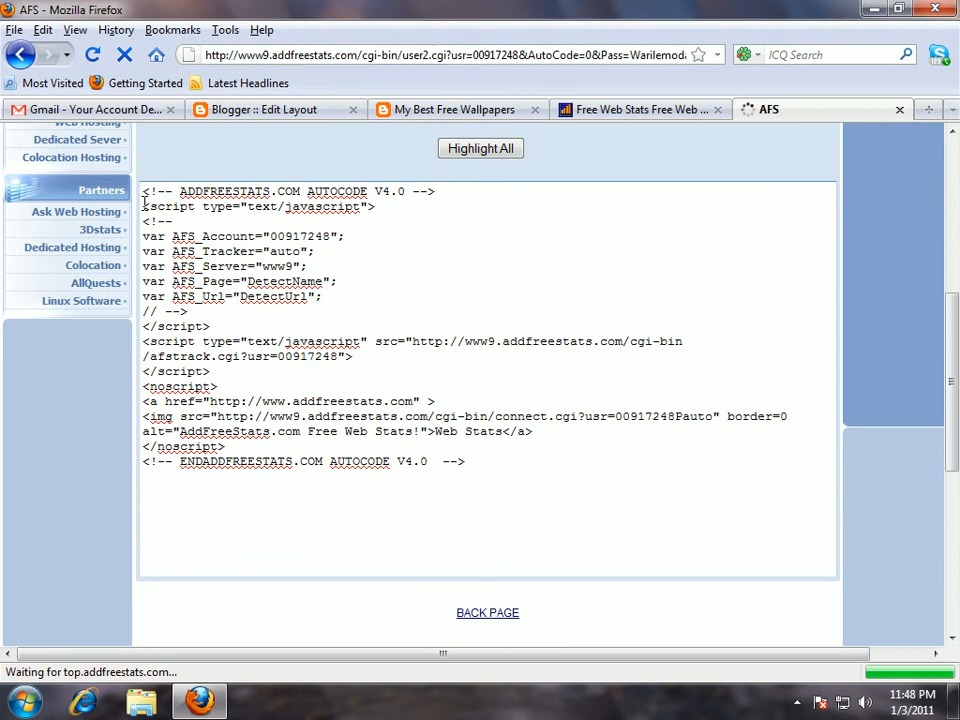 AFS - Mozilla Firefox
File Edit View History Bookmarks Tools Help
http://www9.addfreestats.com/cgi-bin/user2.cgi?usr=00917248&AutoCode=0&Pass=Warilemoda
ICQ Search
Most Visited Getting Started Latest Headlines
Gmail - Your Account De... Blogger :: Edit Layout My Best Free Wallpapers Free Web Stats Free Web ... AFS
Web Hosting
Dedicated Sever
Colocation Hosting
Partners
Ask Web Hosting
3Dstats
Dedicated Hosting
Colocation
AllQuests
Linux Software
Highlight All
<!-- ADDFREESTATS.COM AUTOCODE V4.0 -->
<script type="text/javascript">
<!--
var AFS_Account="00917248";
var AFS_Tracker="auto";
var AFS_Server="www9";
var AFS_Page="DetectName";
var AFS_Url="DetectUrl";
// -->
</script>
<script type="text/javascript" src="http://www9.addfreestats.com/cgi-bin
/afstrack.cgi?usr=00917248">
</script>
<noscript>
<a href="http://www.addfreestats.com" >
<img src="http://www9.addfreestats.com/cgi-bin/connect.cgi?usr=00917248Pauto" border=0
alt="AddFreeStats.com Free Web Stats!">Web Stats</a>
</noscript>
<!-- ENDADDFREESTATS.COM AUTOCODE V4.0  -->
BACK PAGE
Waiting for top.addfreestats.com...
11:48 PM
1/3/2011